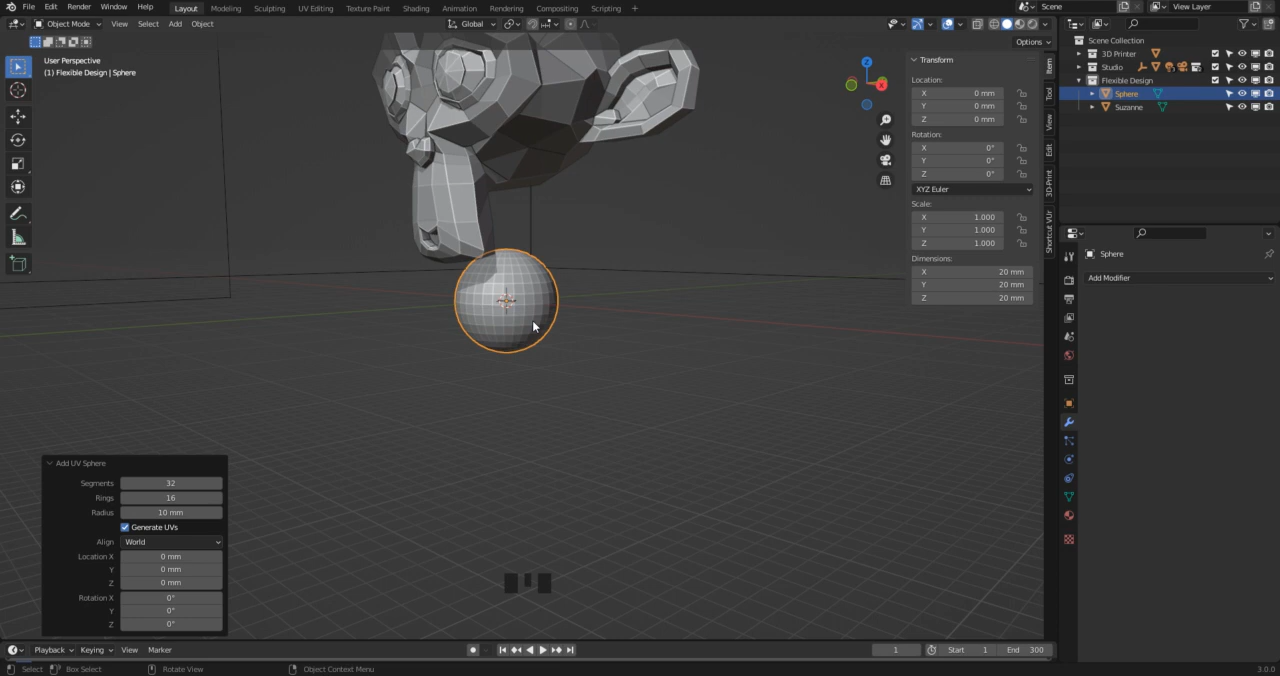 File Edit Render Window Help Layout Modeling Sculpting UV Editing Texture Paint Shading Animation Rendering Compositing Scripting + Scene View Layer
Object Mode View Select Add Object Global
Options
User Perspective
(1) Flexible Design | Sphere
Z
X
Transform
Location:
X 0 mm
Y 0 mm
Z 0 mm
Rotation:
X 0°
Y 0°
Z 0°
XYZ Euler
Scale:
X 1.000
Y 1.000
Z 1.000
Dimensions:
X 20 mm
Y 20 mm
Z 20 mm
Item
Tool
View
Edit
3D-Print
Shortcut VUr
Scene Collection
3D Printer
Studio
Flexible Design
Sphere
Suzanne
Sphere
Add Modifier
Add UV Sphere
Segments 32
Rings 16
Radius 10 mm
Generate UVs
Align World
Location X 0 mm
Y 0 mm
Z 0 mm
Rotation X 0°
Y 0°
Z 0°
Playback Keying View Marker 1 Start 1 End 300
Select Box Select Rotate View Object Context Menu 3.0.0